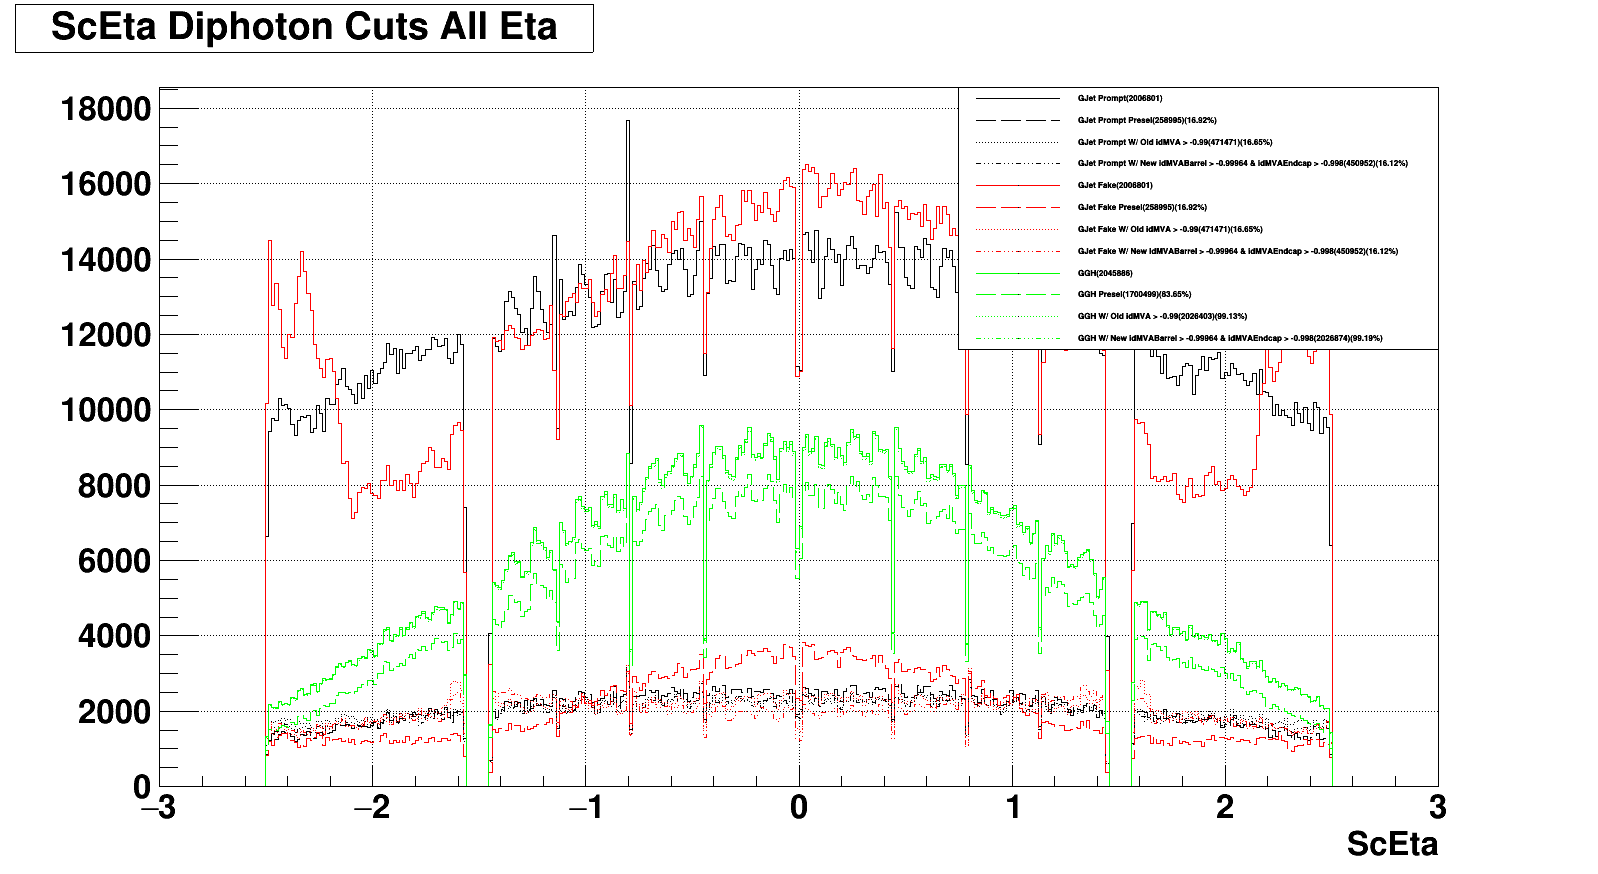 ScEta Diphoton Cuts All Eta
18000
16000
14000
12000
10000
8000
6000
4000
2000
0
GJet Prompt(2006801)
GJet Prompt Presel(258995)(16.92%)
GJet Prompt W/ Old idMVA > -0.99(471471)(16.65%)
GJet Prompt W/ New idMVABarrel > -0.99964 & idMVAEndcap > -0.998(450952)(16.12%)
GJet Fake(2006801)
GJet Fake Presel(258995)(16.92%)
GJet Fake W/ Old idMVA > -0.99(471471)(16.65%)
GJet Fake W/ New idMVABarrel > -0.99964 & idMVAEndcap > -0.998(450952)(16.12%)
GGH(2045886)
GGH Presel(1700499)(83.65%)
GGH W/ Old idMVA > -0.99(2026403)(99.13%)
GGH W/ New idMVABarrel > -0.99964 & idMVAEndcap > -0.998(2026874)(99.19%)
−3 −2 −1 0 1 2 3
ScEta